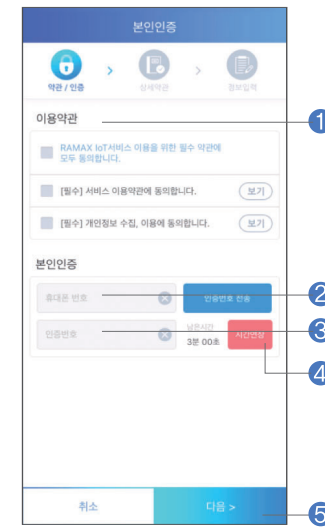 본인인증
약관 / 인증
상세약관
정보입력
이용약관
1
RAMAX IoT서비스 이용을 위한 필수 약관에
모두 동의합니다.
[필수] 서비스 이용약관에 동의합니다.
보기
[필수] 개인정보 수집, 이용에 동의합니다.
보기
본인인증
휴대폰 번호
인증번호 전송
2
인증번호
남은시간
3분 00초
시간연장
3
4
취소
다음 >
5